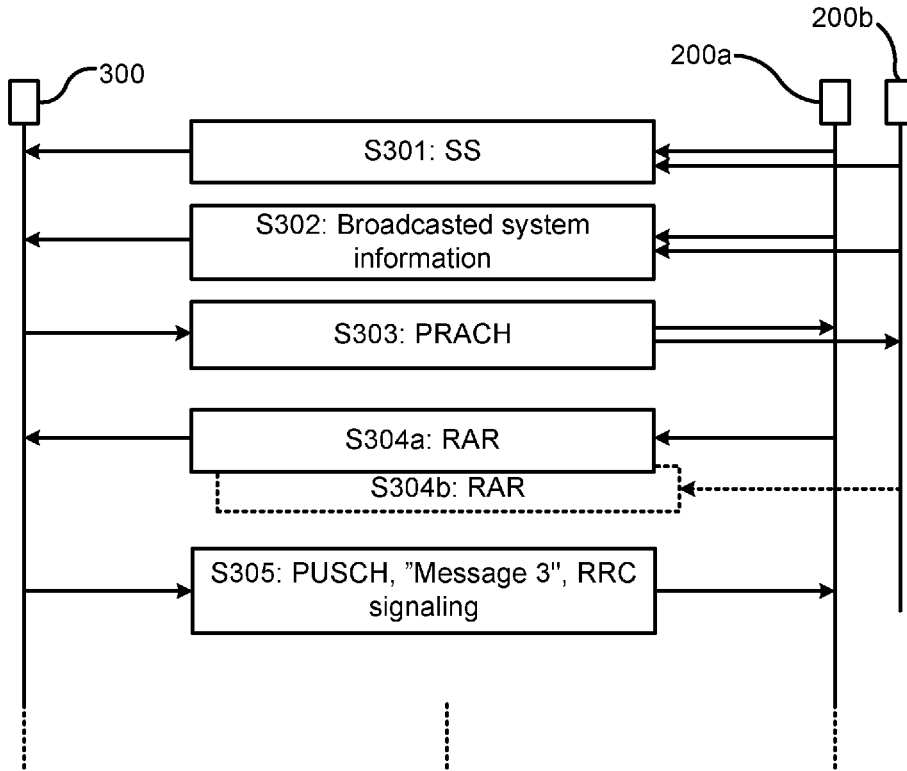 300
200a
200b
S301: SS
S302: Broadcasted system
information
S303: PRACH
S304a: RAR
S304b: RAR
S305: PUSCH, ”Message 3", RRC
signaling